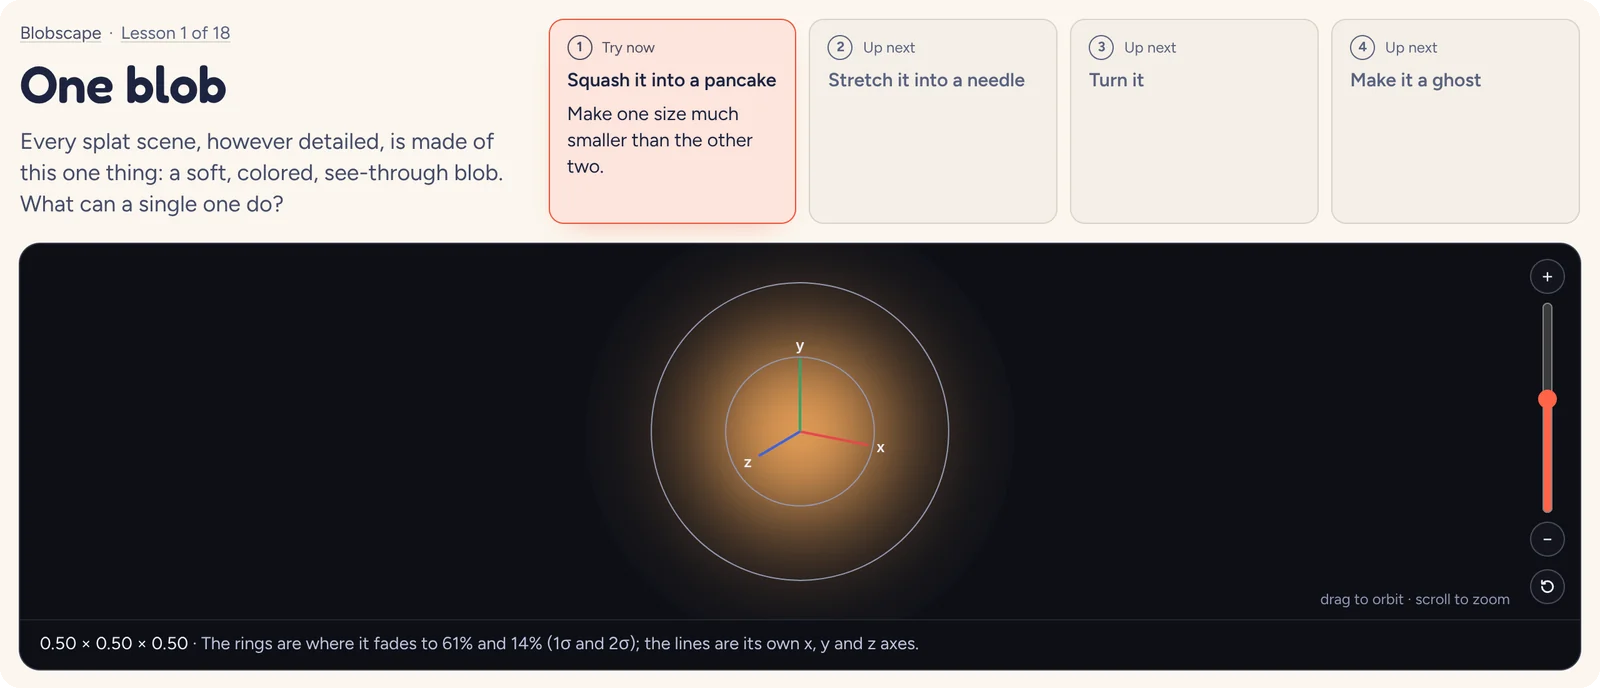 Blobscape · Lesson 1 of 18
One blob
Every splat scene, however detailed, is made of
this one thing: a soft, colored, see-through blob.
What can a single one do?
1 Try now
Squash it into a pancake
Make one size much
smaller than the other
two.
2 Up next
Stretch it into a needle
3 Up next
Turn it
4 Up next
Make it a ghost
+
y
x
z
−
drag to orbit · scroll to zoom
0.50 × 0.50 × 0.50 · The rings are where it fades to 61% and 14% (1σ and 2σ); the lines are its own x, y and z axes.